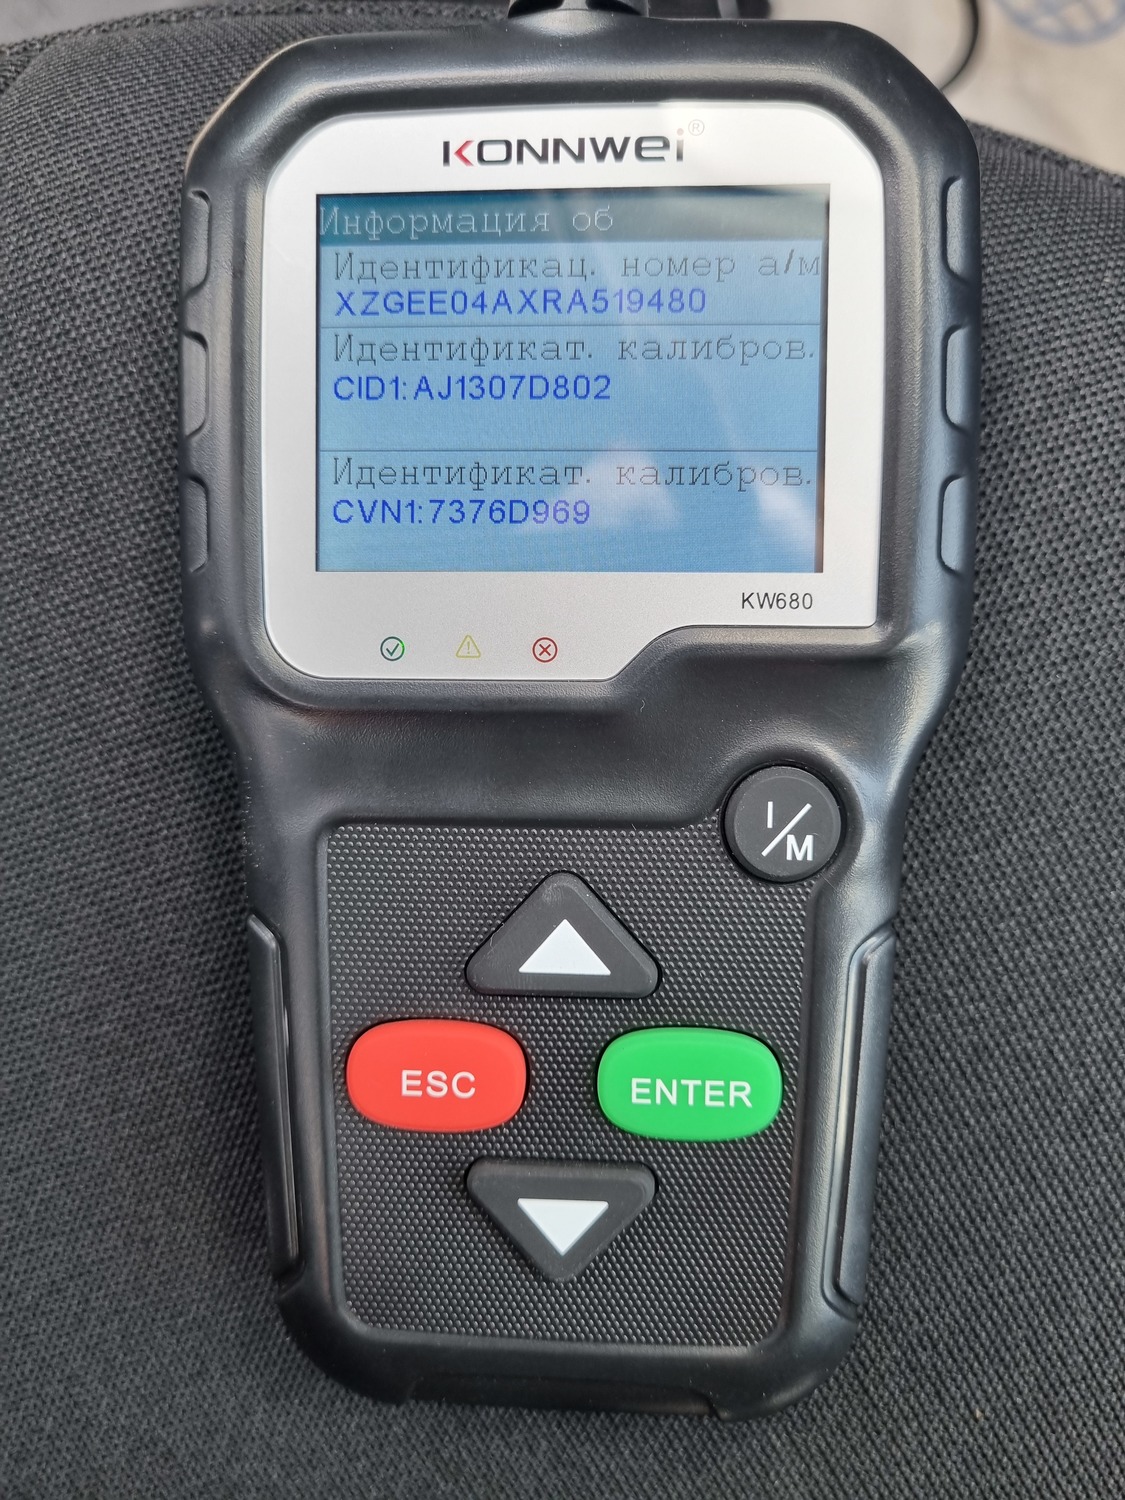 KONNWEI®
Информация об
Идентификац. номер а/м
XZGEE04AXRA519480
Идентификат. калибров.
CID1:AJ1307D802
Идентификат. калибров.
CVN1:7376D969
KW680
I/M
ESC
ENTER